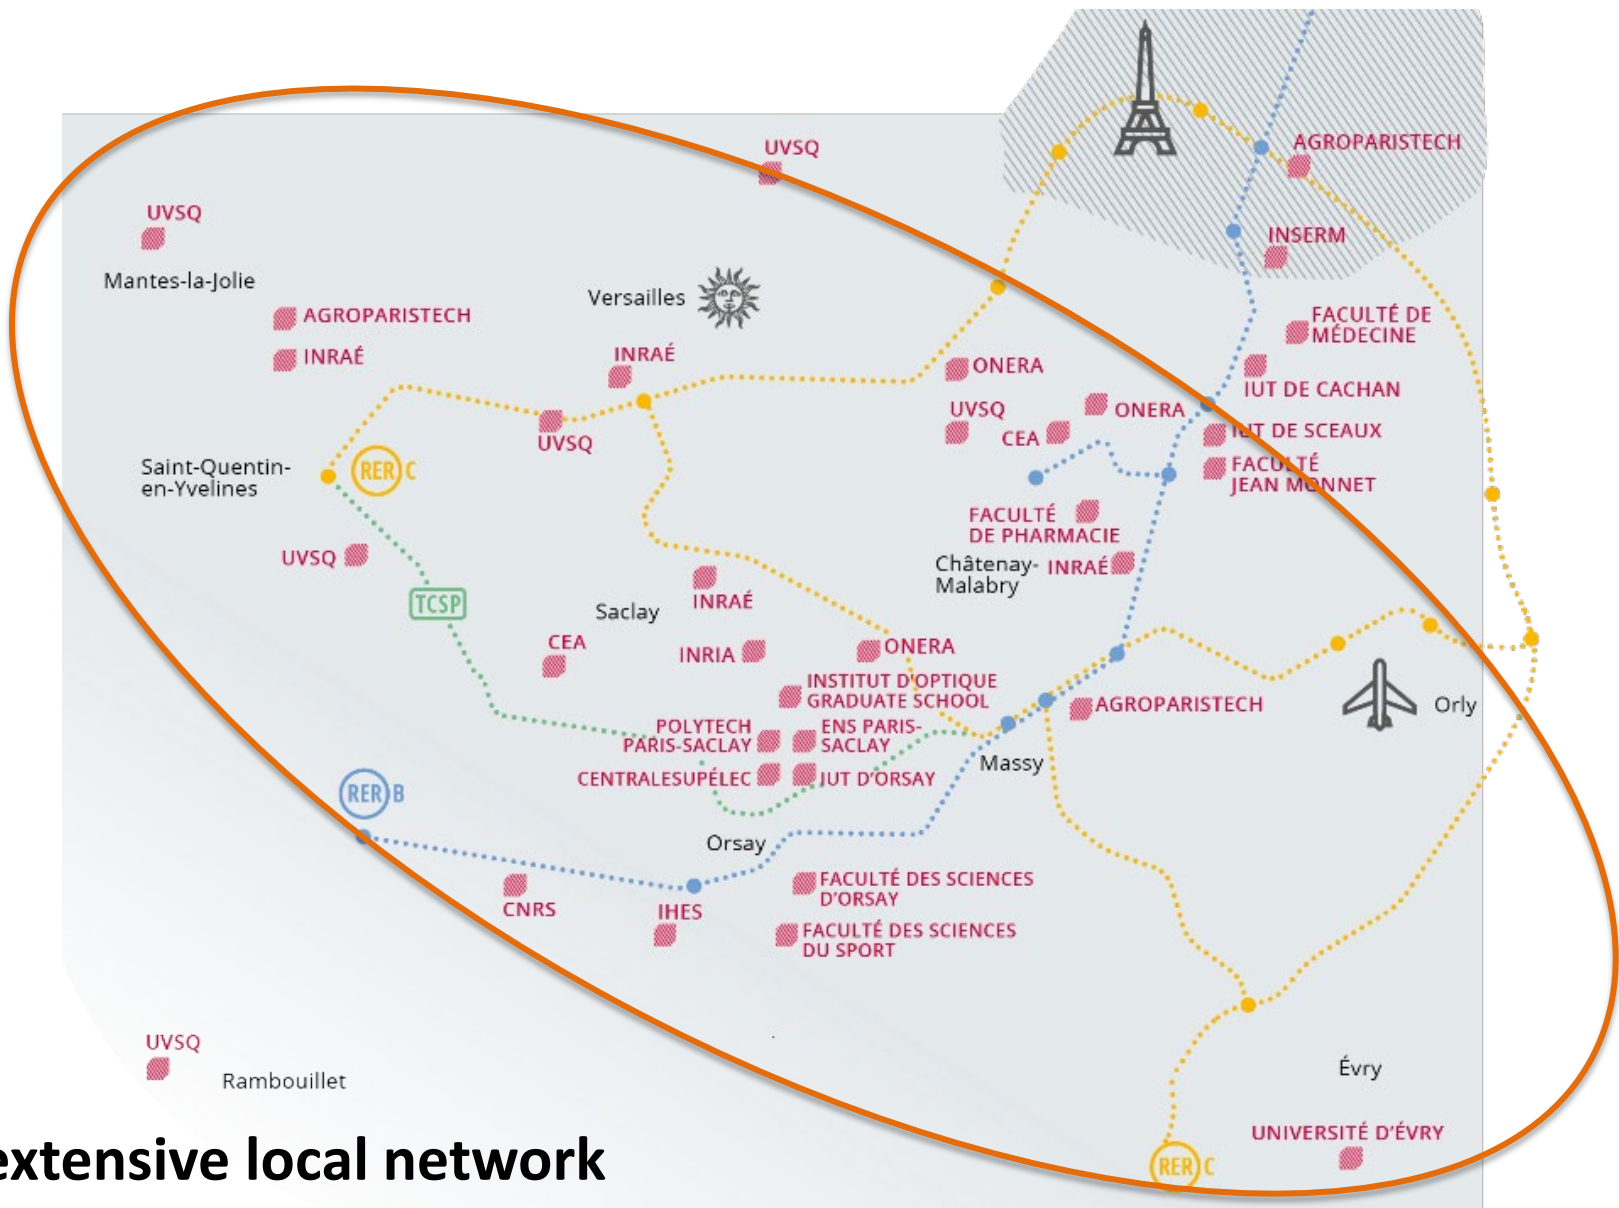 UVSQ
AGROPARISTECH
UVSQ
INSERM
Mantes-la-Jolie
Versailles
AGROPARISTECH
FACULTÉ DE
MÉDECINE
INRAÉ
INRAÉ
ONERA
IUT DE CACHAN
UVSQ
ONERA
CEA
IUT DE SCEAUX
UVSQ
FACULTÉ
JEAN MONNET
Saint-Quentin-
en-Yvelines
RER C
FACULTÉ
DE PHARMACIE
UVSQ
Châtenay-
Malabry
INRAÉ
TCSP
INRAÉ
Saclay
CEA
INRIA
ONERA
INSTITUT D'OPTIQUE
GRADUATE SCHOOL
AGROPARISTECH
Orly
POLYTECH
PARIS-SACLAY
ENS PARIS-
SACLAY
Massy
CENTRALESUPÉLEC
IUT D'ORSAY
RER B
Orsay
FACULTÉ DES SCIENCES
D'ORSAY
CNRS
IHES
FACULTÉ DES SCIENCES
DU SPORT
UVSQ
Rambouillet
Évry
UNIVERSITÉ D'ÉVRY
RER C
extensive local network